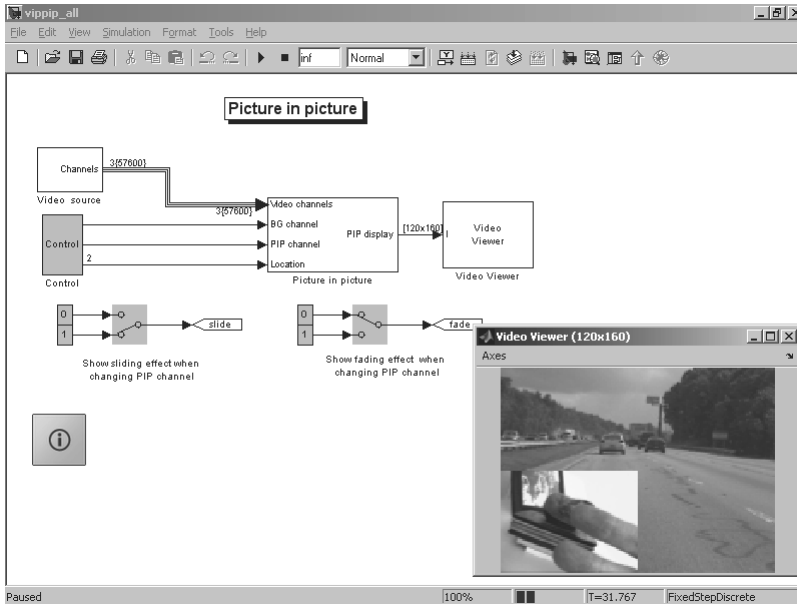 vippip_all
File Edit View Simulation Format Tools Help
inf Normal
Picture in picture
Channels
3{57600}
Video source
3{57600}
Video channels
BG channel
PIP channel
Location
PIP display
[120x160]
I
Video
Viewer
Control
2
Control
Picture in picture
Video Viewer
0
1
slide
0
1
fade
Show sliding effect when
changing PIP channel
Show fading effect when
changing PIP channel
Video Viewer (120x160)
Axes
Paused 100% T=31.767 FixedStepDiscrete